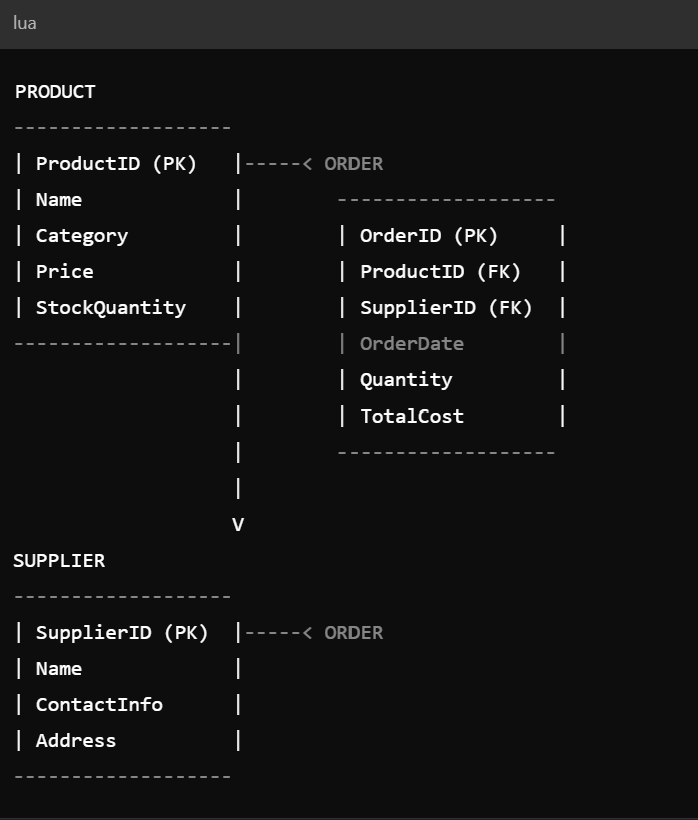 lua
PRODUCT
-------------------
| ProductID (PK)   |-----< ORDER
| Name             |        -------------------
| Category         |        | OrderID (PK)     |
| Price            |        | ProductID (FK)   |
| StockQuantity    |        | SupplierID (FK)  |
-------------------|        | OrderDate        |
                   |        | Quantity         |
                   |        | TotalCost        |
                   |        -------------------
                   |
                   V
SUPPLIER
-------------------
| SupplierID (PK)  |-----< ORDER
| Name             |
| ContactInfo      |
| Address          |
-------------------